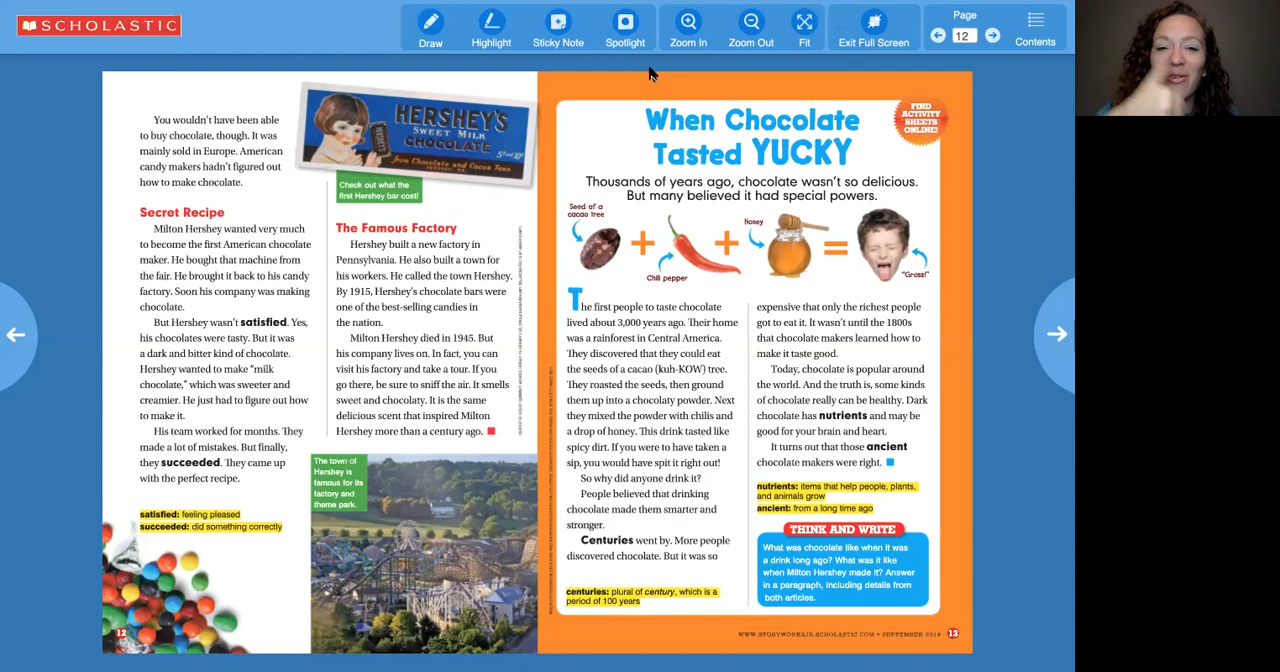 SCHOLASTIC
Draw
Highlight
Sticky Note
Spotlight
Zoom In
Zoom Out
Fit
Exit Full Screen
Page
12
Contents
You wouldn't have been able
to buy chocolate, though. It was
mainly sold in Europe. American
candy makers hadn't figured out
how to make chocolate.
Secret Recipe
Milton Hershey wanted very much
to become the first American chocolate
maker. He bought that machine from
the fair. He brought it back to his candy
factory. Soon his company was making
chocolate.
But Hershey wasn't satisfied. Yes,
his chocolates were tasty. But it was
a dark and bitter kind of chocolate.
Hershey wanted to make "milk
chocolate," which was sweeter and
creamier. He just had to figure out how
to make it.
His team worked for months. They
made a lot of mistakes. But finally,
they succeeded. They came up
with the perfect recipe.
satisfied: feeling pleased
succeeded: did something correctly
12
HERSHEY'S
SWEET MILK
CHOCOLATE
from Chocolate and Cocoa Town
Check out what the
first Hershey bar cost!
The Famous Factory
Hershey built a new factory in
Pennsylvania. He also built a town for
his workers. He called the town Hershey.
By 1915, Hershey's chocolate bars were
one of the best-selling candies in
the nation.
Milton Hershey died in 1945. But
his company lives on. In fact, you can
visit his factory and take a tour. If you
go there, be sure to sniff the air. It smells
sweet and chocolaty. It is the same
delicious scent that inspired Milton
Hershey more than a century ago.
The town of
Hershey is
famous for its
factory and
theme park.
When Chocolate
Tasted YUCKY
FIND
ACTIVITY
SHEETS
ONLINE!
Thousands of years ago, chocolate wasn't so delicious.
But many believed it had special powers.
Seed of a
cacao tree
+
Chili pepper
+
Honey
=
"Gross!"
The first people to taste chocolate
lived about 3,000 years ago. Their home
was a rainforest in Central America.
They discovered that they could eat
the seeds of a cacao (kuh-KOW) tree.
They roasted the seeds, then ground
them up into a chocolaty powder. Next
they mixed the powder with chilis and
a drop of honey. This drink tasted like
spicy dirt. If you were to have taken a
sip, you would have spit it right out!
So why did anyone drink it?
People believed that drinking
chocolate made them smarter and
stronger.
Centuries went by. More people
discovered chocolate. But it was so
centuries: plural of century, which is a
period of 100 years
expensive that only the richest people
got to eat it. It wasn't until the 1800s
that chocolate makers learned how to
make it taste good.
Today, chocolate is popular around
the world. And the truth is, some kinds
of chocolate really can be healthy. Dark
chocolate has nutrients and may be
good for your brain and heart.
It turns out that those ancient
chocolate makers were right.
nutrients: items that help people, plants,
and animals grow
ancient: from a long time ago
THINK AND WRITE
What was chocolate like when it was
a drink long ago? What was it like
when Milton Hershey made it? Answer
in a paragraph, including details from
both articles.
WWW.STORYWORKSJR.SCHOLASTIC.COM • SEPTEMBER 2018 13